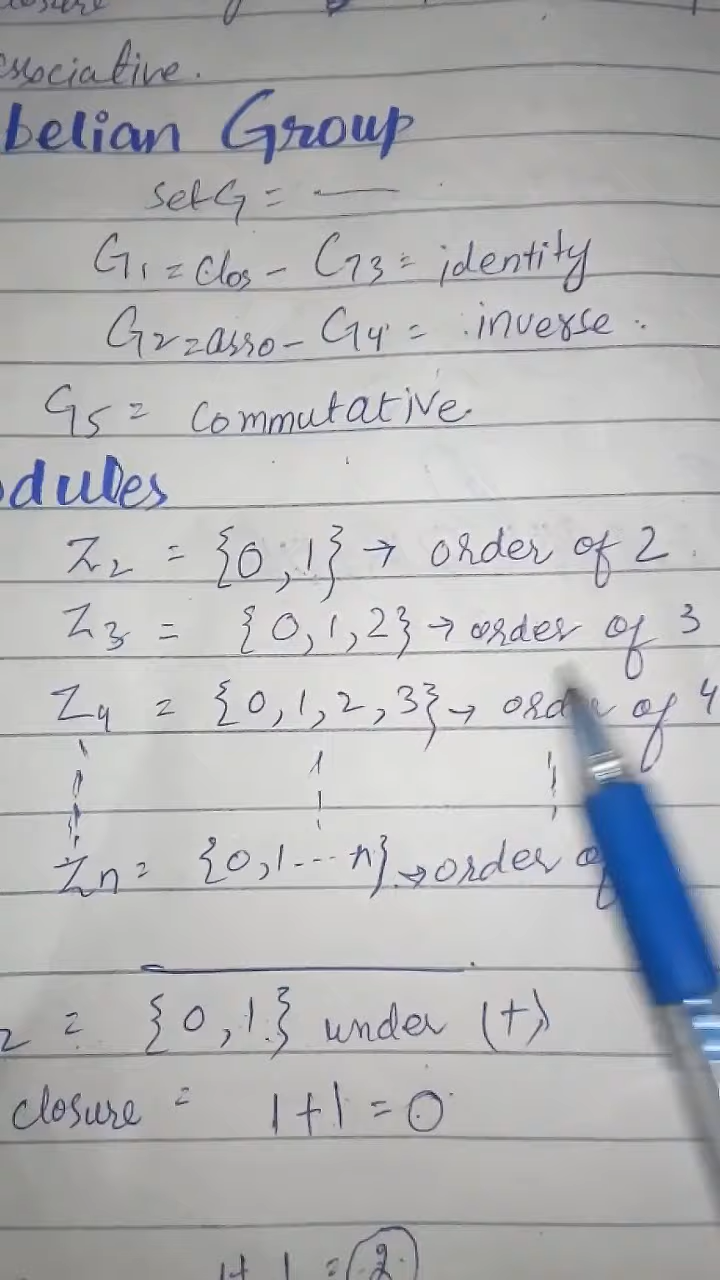 ssociative.
belian Group
set G = —
G1 = clos - G3 = identity
G2 = asso - G4 = inverse.
G5 = Commutative
odules
Z2 = {0, 1} → order of 2
Z3 = {0, 1, 2} → order of 3
Z4 = {0, 1, 2, 3} → order of 4
Zn = {0, 1 --- n} → order of
2 = {0, 1} under (+)
closure = 1+1 = 0
1+1 = 2